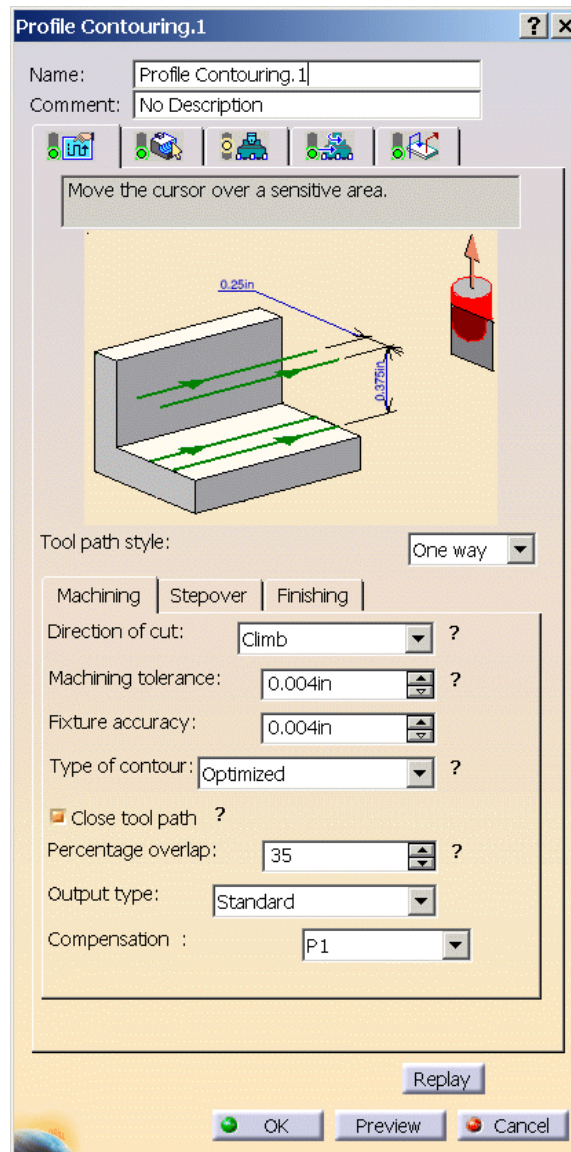 Profile Contouring.1 ? X
Name: Profile Contouring.1
Comment: No Description
Move the cursor over a sensitive area.
0.25in
0.375in
Tool path style: One way
Machining Stepover Finishing
Direction of cut: Climb ?
Machining tolerance: 0.004in ?
Fixture accuracy: 0.004in
Type of contour: Optimized ?
Close tool path ?
Percentage overlap: 35 ?
Output type: Standard
Compensation : P1
Replay
OK Preview Cancel